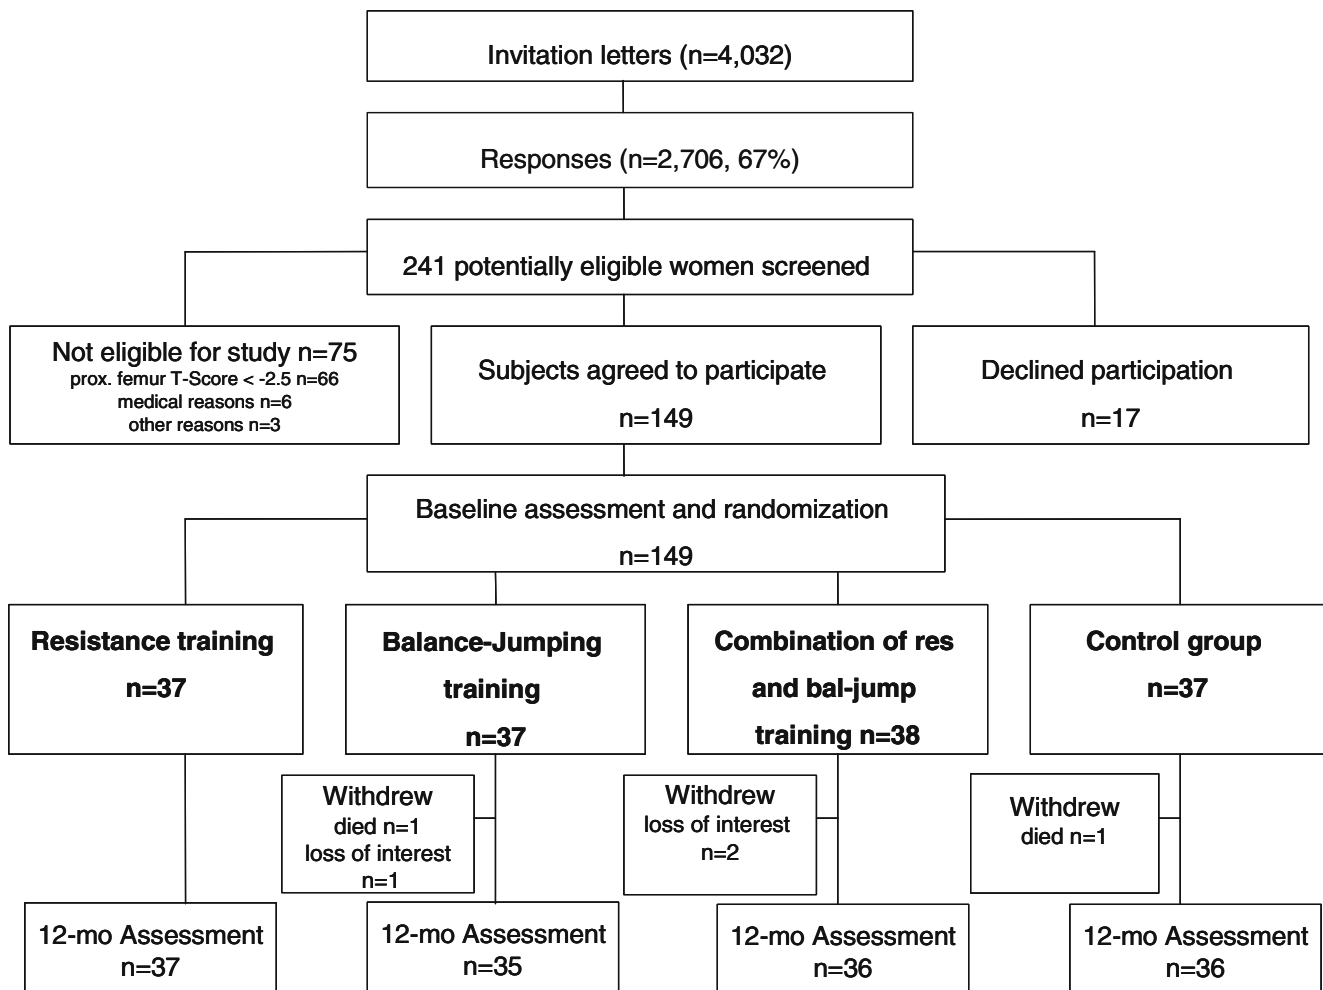 Invitation letters (n=4,032)
Responses (n=2,706, 67%)
241 potentially eligible women screened
Not eligible for study n=75
prox. femur T-Score < -2.5 n=66
medical reasons n=6
other reasons n=3
Subjects agreed to participate
n=149
Declined participation
n=17
Baseline assessment and randomization
n=149
Resistance training
n=37
Balance-Jumping
training
n=37
Combination of res
and bal-jump
training n=38
Control group
n=37
Withdrew
died n=1
loss of interest
n=1
Withdrew
loss of interest
n=2
Withdrew
died n=1
12-mo Assessment
n=37
12-mo Assessment
n=35
12-mo Assessment
n=36
12-mo Assessment
n=36